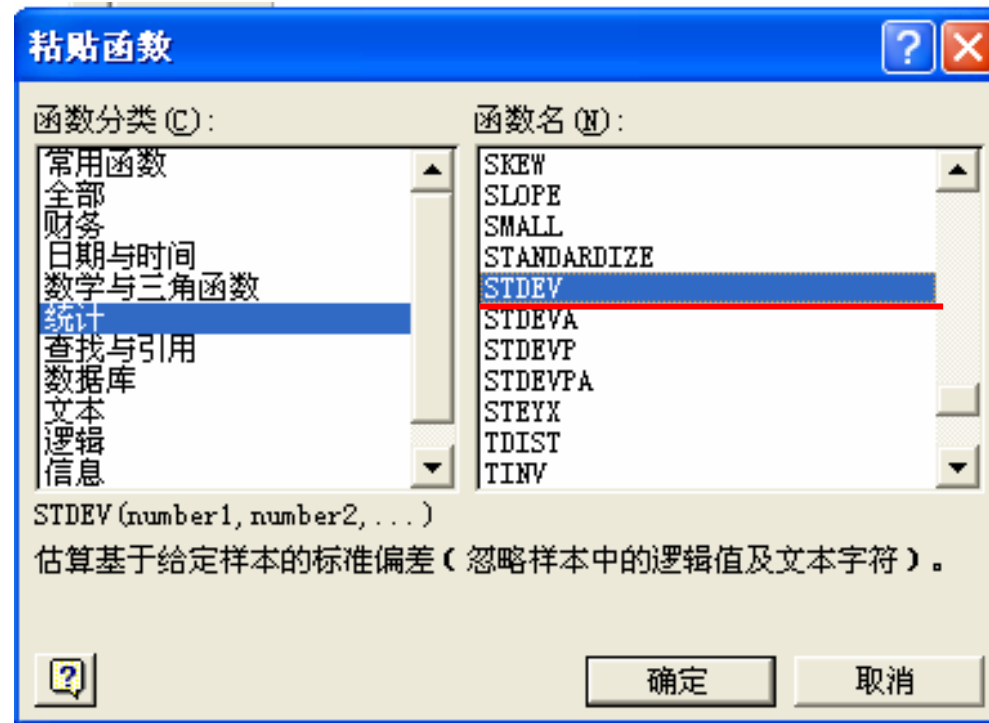 粘贴函数
函数分类(C):
常用函数
全部
财务
日期与时间
数学与三角函数
统计
查找与引用
数据库
文本
逻辑
信息
函数名(N):
SKEW
SLOPE
SMALL
STANDARDIZE
STDEV
STDEVA
STDEVP
STDEVPA
STEYX
TDIST
TINV
STDEV(number1,number2,...)
估算基于给定样本的标准偏差(忽略样本中的逻辑值及文本字符)。
确定
取消